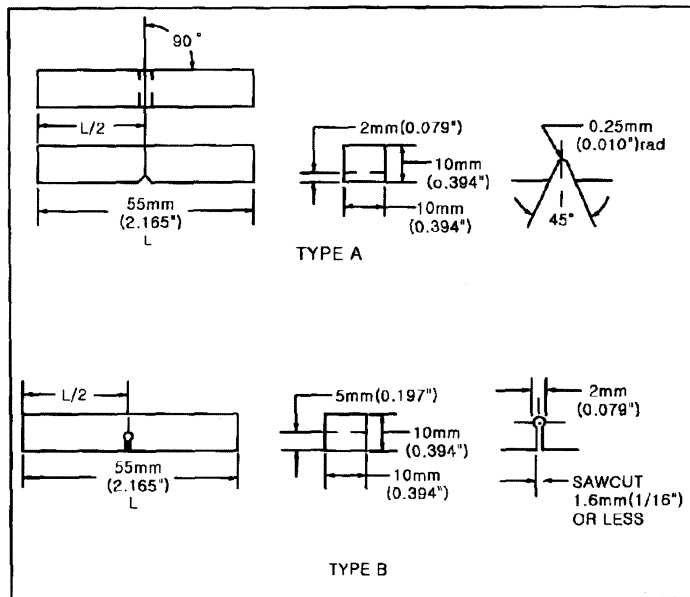 90°
L/2
55mm
(2.165")
L
2mm(0.079")
10mm
(o.394")
10mm
(0.394")
0.25mm
(0.010")rad
45°
TYPE A
L/2
55mm
(2.165")
L
5mm(0.197")
10mm
(0.394")
10mm
(0.394")
2mm
(0.079")
SAWCUT
1.6mm(1/16")
OR LESS
TYPE B